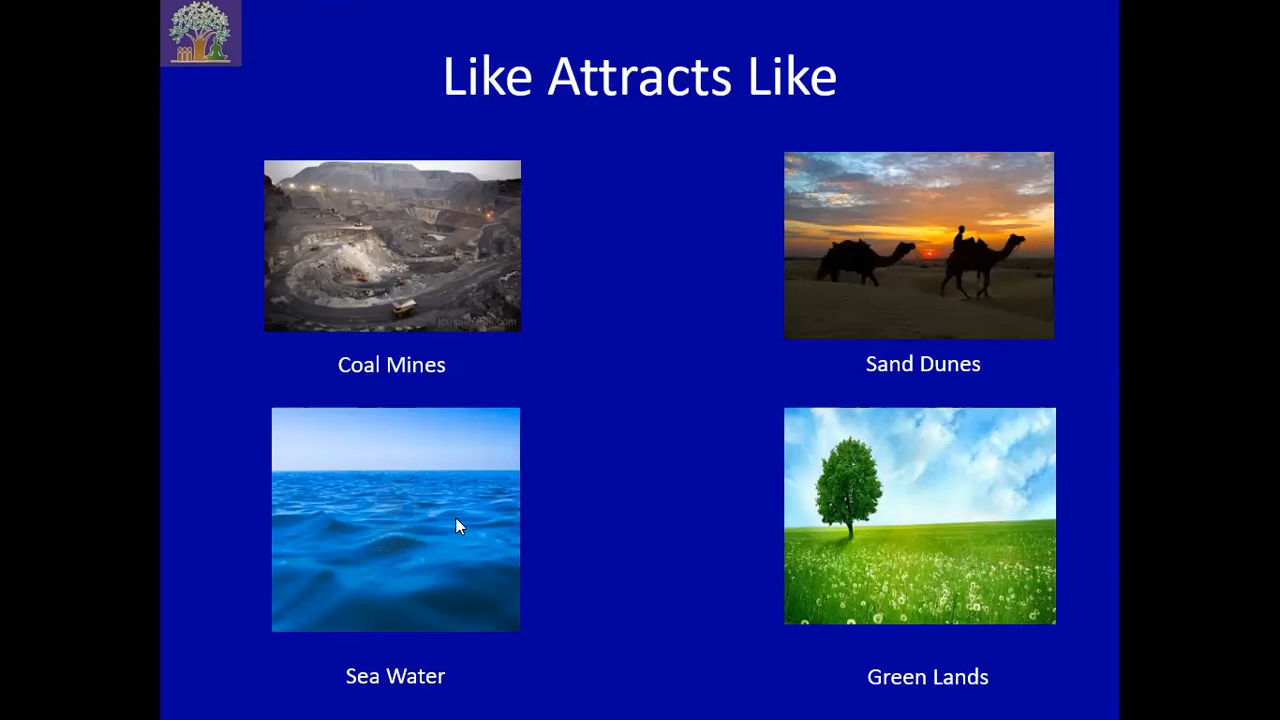 Like Attracts Like
Coal Mines
Sand Dunes
Sea Water
Green Lands